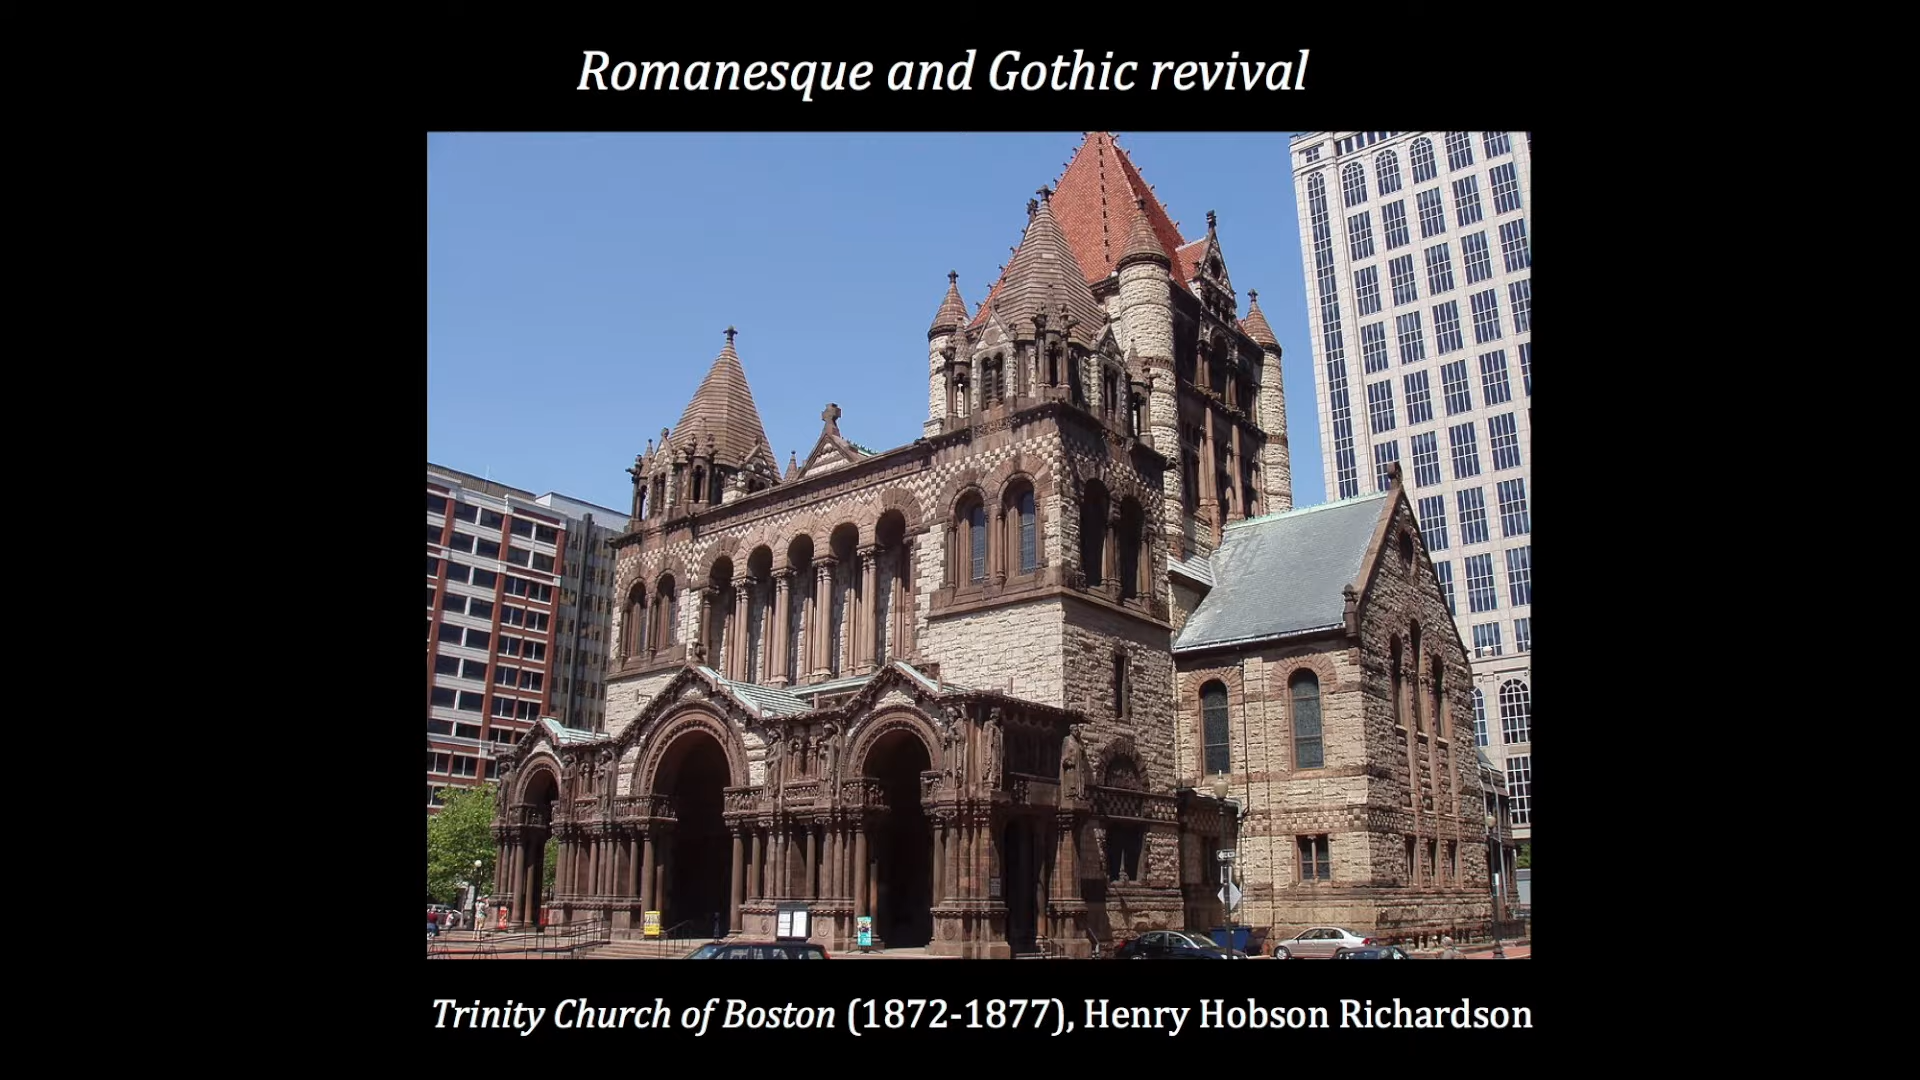 Romanesque and Gothic revival
Trinity Church of Boston (1872-1877), Henry Hobson Richardson